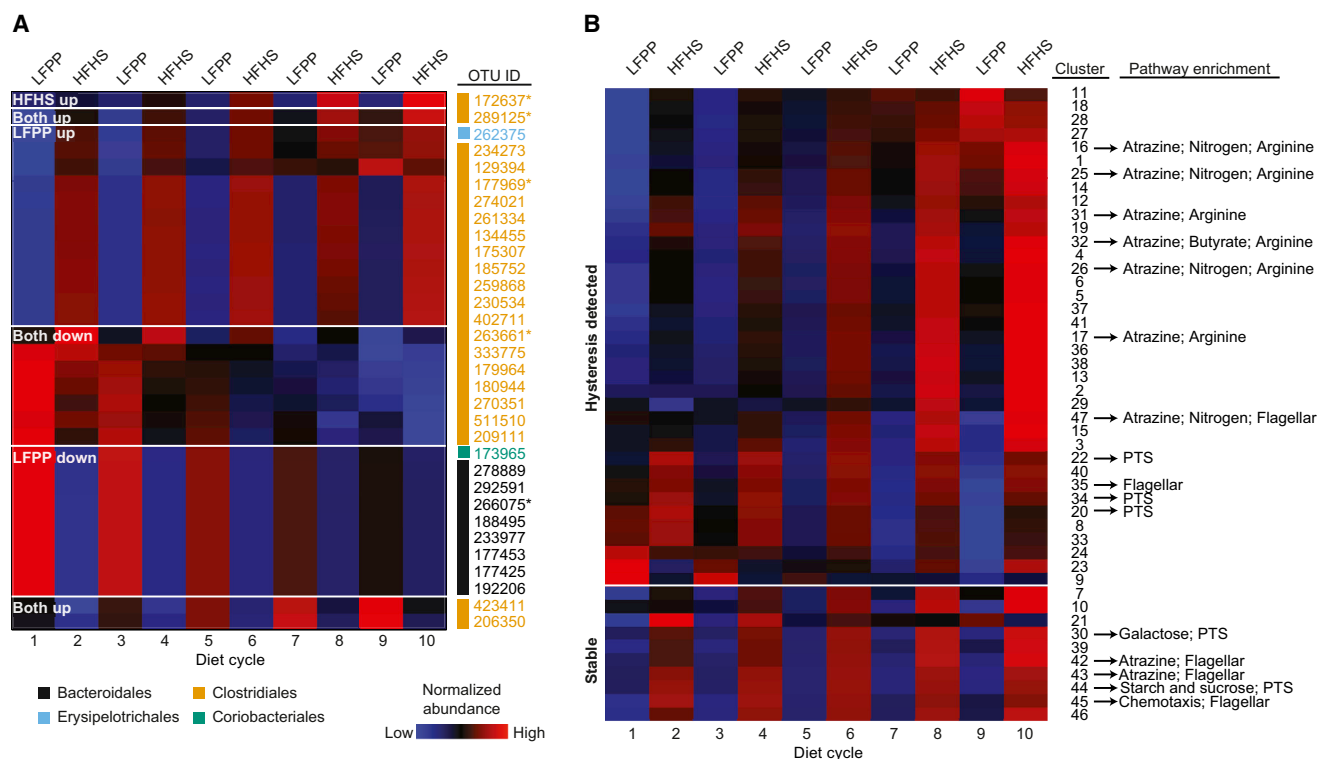 A
LFPP HFHS LFPP HFHS LFPP HFHS LFPP HFHS LFPP HFHS
OTU ID
HFHS up
Both up
LFPP up
Both down
LFPP down
Both up
172637*
289125*
262375
234273
129394
177969*
274021
261334
134455
175307
185752
259868
230534
402711
263661*
333775
179964
180944
270351
511510
209111
173965
278889
292591
266075*
188495
233977
177453
177425
192206
423411
206350
1 2 3 4 5 6 7 8 9 10
Diet cycle
Bacteroidales
Clostridiales
Erysipelotrichales
Coriobacteriales
Normalized
abundance
Low High
B
LFPP HFHS LFPP HFHS LFPP HFHS LFPP HFHS LFPP HFHS
Cluster Pathway enrichment
Hysteresis detected
Stable
11
18
28
27
16 → Atrazine; Nitrogen; Arginine
1
25 → Atrazine; Nitrogen; Arginine
14
12
31 → Atrazine; Arginine
19
32 → Atrazine; Butyrate; Arginine
4
26 → Atrazine; Nitrogen; Arginine
6
5
37
41
17 → Atrazine; Arginine
36
38
13
2
29
47 → Atrazine; Nitrogen; Flagellar
15
3
22 → PTS
40
35 → Flagellar
34 → PTS
20 → PTS
8
33
24
23
9
7
10
21
30 → Galactose; PTS
39
42 → Atrazine; Flagellar
43 → Atrazine; Flagellar
44 → Starch and sucrose; PTS
45 → Chemotaxis; Flagellar
46
1 2 3 4 5 6 7 8 9 10
Diet cycle